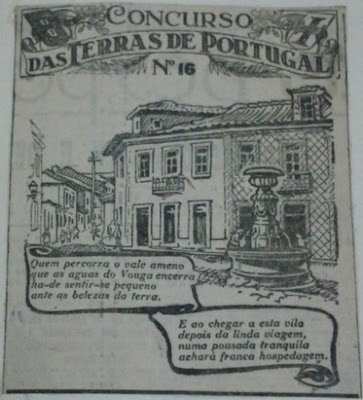 CONCURSO
DAS TERRAS DE PORTUGAL
Nº 16
Quem percorra o vale ameno
que as aguas do Vouga encerra
ha-de sentir-se pequeno
ante as belezas da terra.
E ao chegar a esta vila
depois da linda viagem,
numa pousada tranquila
achará franca hospedagem.